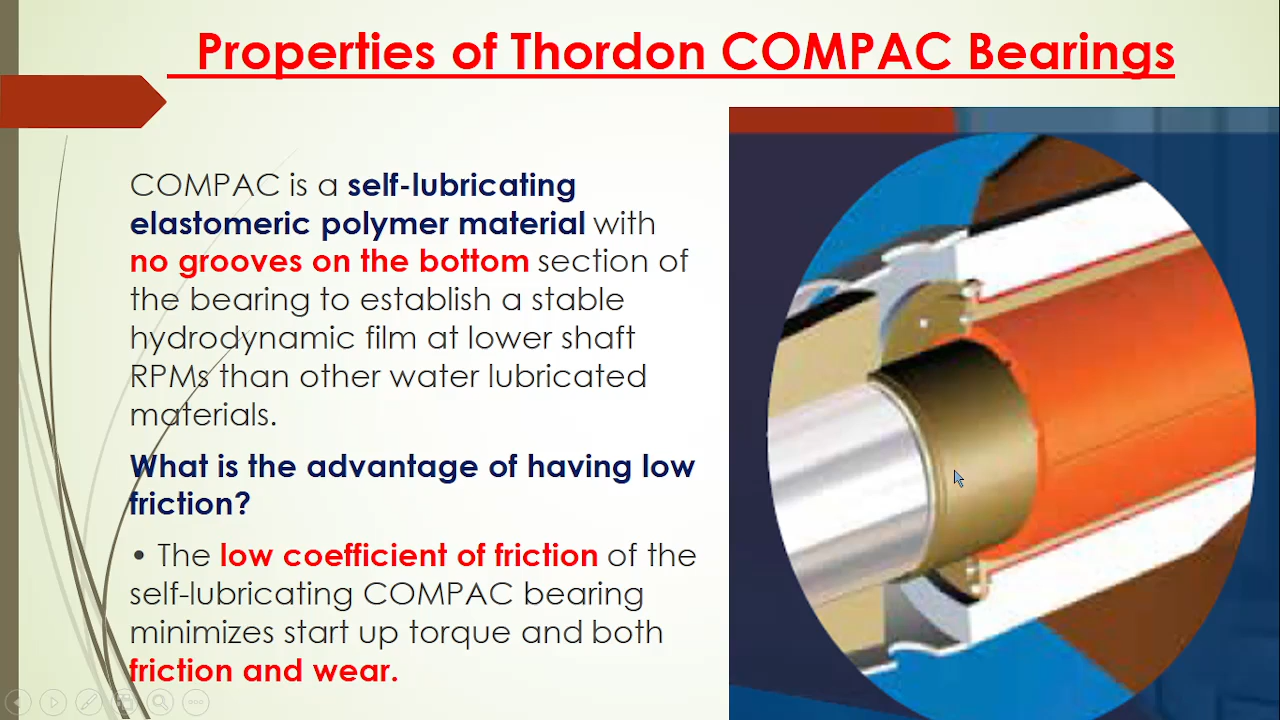 Properties of Thordon COMPAC Bearings
COMPAC is a self-lubricating
elastomeric polymer material with
no grooves on the bottom section of
the bearing to establish a stable
hydrodynamic film at lower shaft
RPMs than other water lubricated
materials.
What is the advantage of having low
friction?
• The low coefficient of friction of the
self-lubricating COMPAC bearing
minimizes start up torque and both
friction and wear.